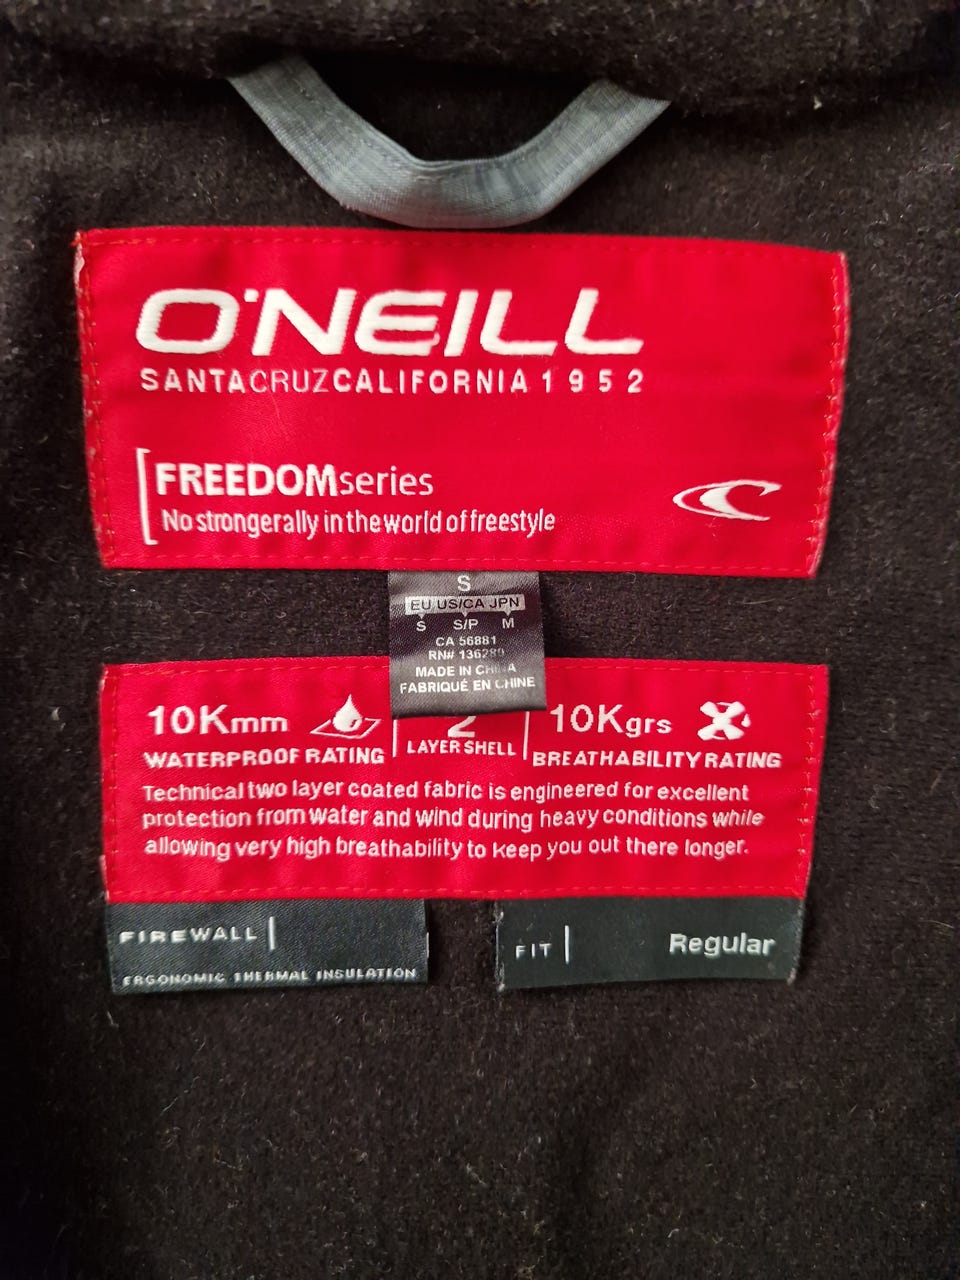 O'NEILL
SANTACRUZCALIFORNIA 1952
FREEDOMseries
No strongerally in the world of freestyle
S
EU US/CA JPN
S S/P M
CA 56881
RN# 136289
MADE IN CHINA
FABRIQUÉ EN CHINE
10Kmm
WATERPROOF RATING
2
LAYER SHELL
10Kgrs
BREATHABILITY RATING
Technical two layer coated fabric is engineered for excellent
protection from water and wind during heavy conditions while
allowing very high breathability to keep you out there longer.
FIREWALL
ERGONOMIC THERMAL INSULATION
FIT
Regular